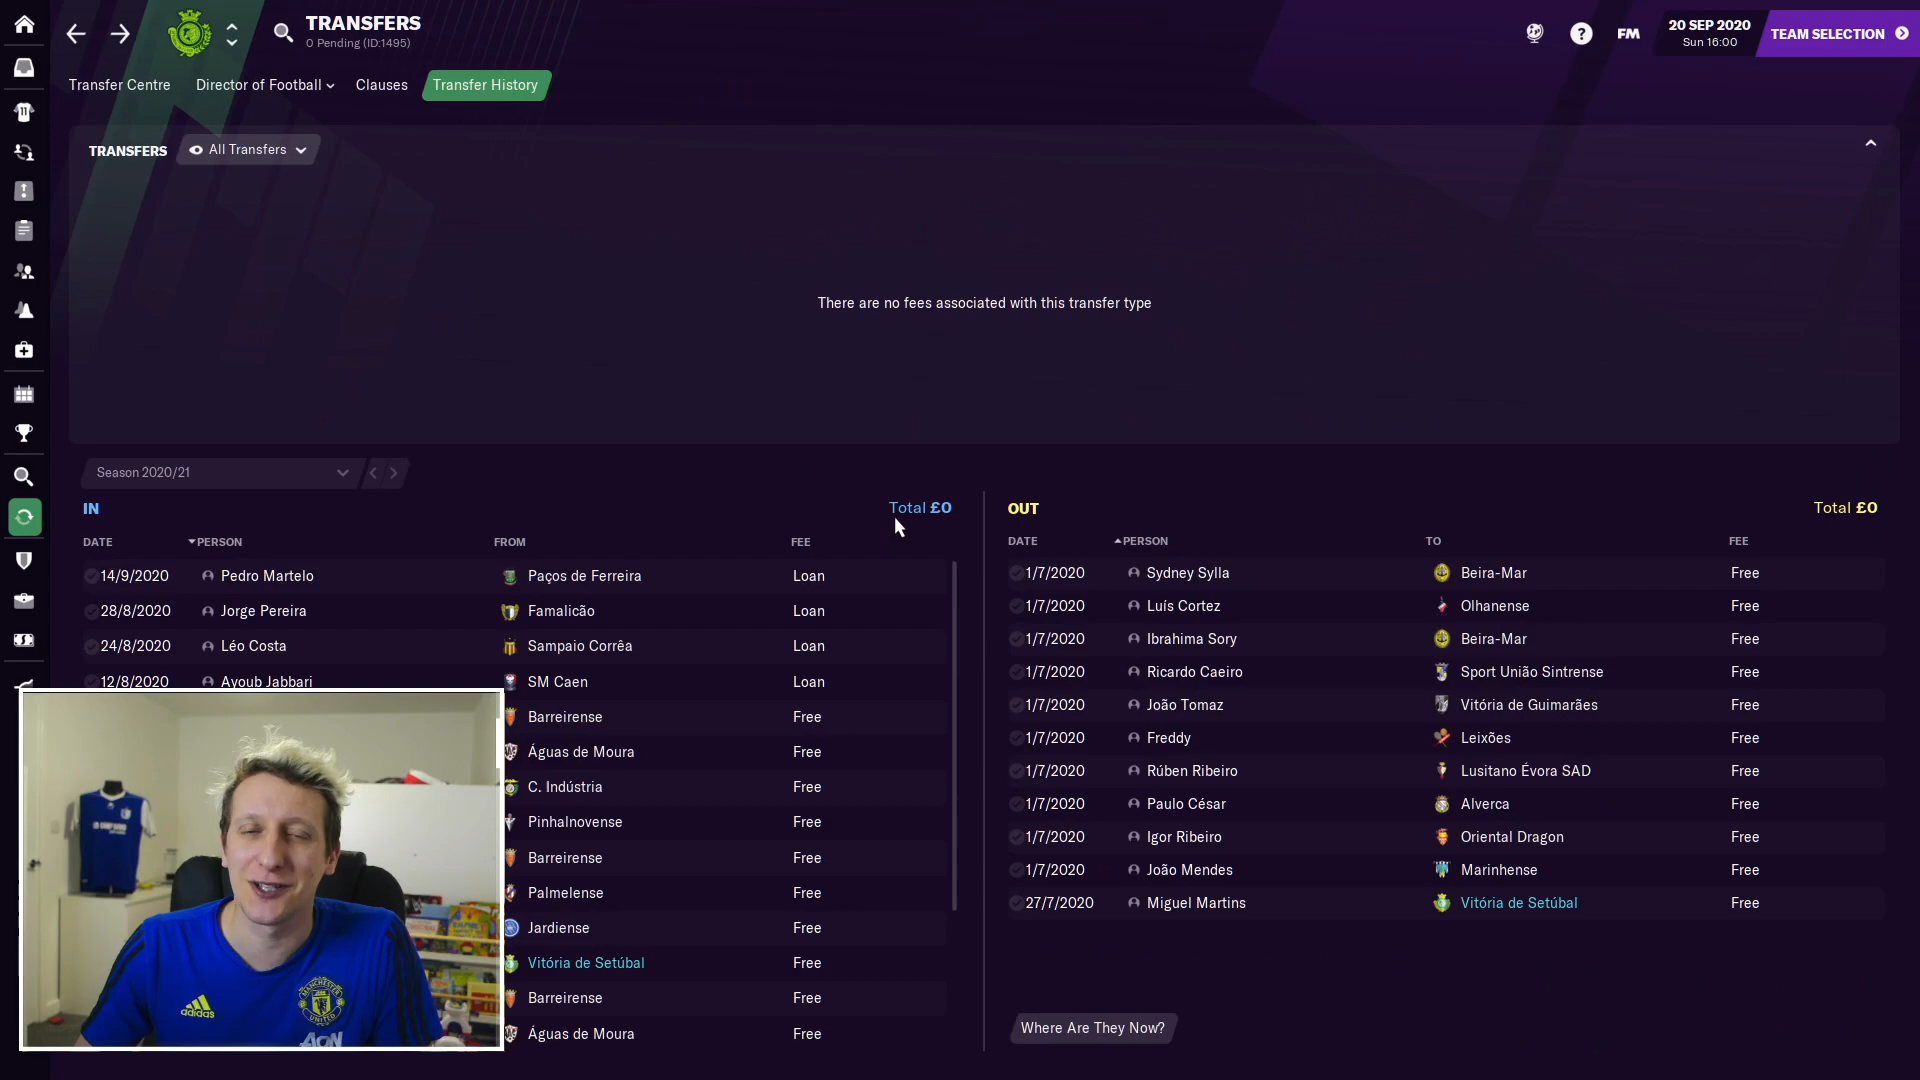 TRANSFERS
0 Pending (ID:1495)
FM
20 SEP 2020
Sun 16:00
TEAM SELECTION
Transfer Centre
Director of Football
Clauses
Transfer History
TRANSFERS
All Transfers
There are no fees associated with this transfer type
Season 2020/21
IN
Total £0
DATE PERSON FROM FEE
14/9/2020 Pedro Martelo Paços de Ferreira Loan
28/8/2020 Jorge Pereira Famalicão Loan
24/8/2020 Léo Costa Sampaio Corrêa Loan
12/8/2020 Ayoub Jabbari SM Caen Loan
Barreirense Free
Águas de Moura Free
C. Indústria Free
Pinhalnovense Free
Barreirense Free
Palmelense Free
Jardiense Free
Vitória de Setúbal Free
Barreirense Free
Águas de Moura Free
OUT
Total £0
DATE PERSON TO FEE
1/7/2020 Sydney Sylla Beira-Mar Free
1/7/2020 Luís Cortez Olhanense Free
1/7/2020 Ibrahima Sory Beira-Mar Free
1/7/2020 Ricardo Caeiro Sport União Sintrense Free
1/7/2020 João Tomaz Vitória de Guimarães Free
1/7/2020 Freddy Leixões Free
1/7/2020 Rúben Ribeiro Lusitano Évora SAD Free
1/7/2020 Paulo César Alverca Free
1/7/2020 Igor Ribeiro Oriental Dragon Free
1/7/2020 João Mendes Marinhense Free
27/7/2020 Miguel Martins Vitória de Setúbal Free
Where Are They Now?
adidas
MANCHESTER
UNITED
AON